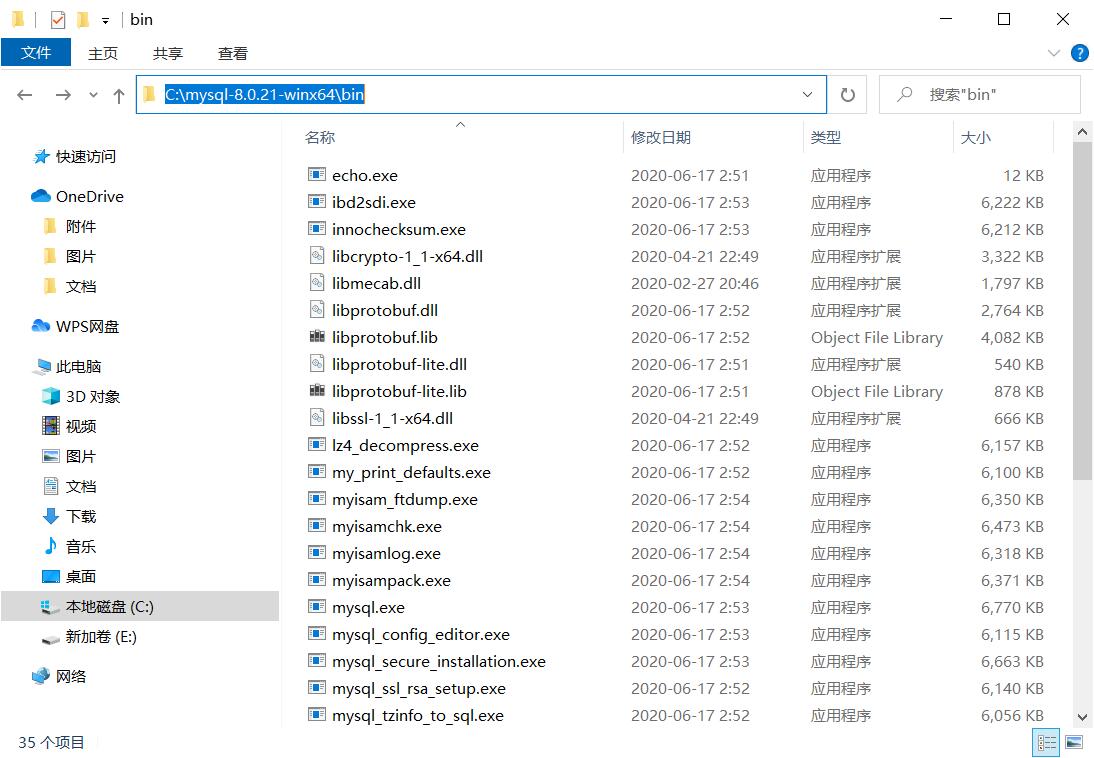 bin
文件 主页 共享 查看
C:\mysql-8.0.21-winx64\bin 搜索"bin"
名称 修改日期 类型 大小
快速访问
OneDrive
附件
图片
文档
WPS网盘
此电脑
3D 对象
视频
图片
文档
下载
音乐
桌面
本地磁盘 (C:)
新加卷 (E:)
网络
echo.exe 2020-06-17 2:51 应用程序 12 KB
ibd2sdi.exe 2020-06-17 2:53 应用程序 6,222 KB
innochecksum.exe 2020-06-17 2:53 应用程序 6,212 KB
libcrypto-1_1-x64.dll 2020-04-21 22:49 应用程序扩展 3,322 KB
libmecab.dll 2020-02-27 20:46 应用程序扩展 1,797 KB
libprotobuf.dll 2020-06-17 2:52 应用程序扩展 2,764 KB
libprotobuf.lib 2020-06-17 2:52 Object File Library 4,082 KB
libprotobuf-lite.dll 2020-06-17 2:51 应用程序扩展 540 KB
libprotobuf-lite.lib 2020-06-17 2:51 Object File Library 878 KB
libssl-1_1-x64.dll 2020-04-21 22:49 应用程序扩展 666 KB
lz4_decompress.exe 2020-06-17 2:52 应用程序 6,157 KB
my_print_defaults.exe 2020-06-17 2:52 应用程序 6,100 KB
myisam_ftdump.exe 2020-06-17 2:54 应用程序 6,350 KB
myisamchk.exe 2020-06-17 2:54 应用程序 6,473 KB
myisamlog.exe 2020-06-17 2:54 应用程序 6,318 KB
myisampack.exe 2020-06-17 2:54 应用程序 6,371 KB
mysql.exe 2020-06-17 2:53 应用程序 6,770 KB
mysql_config_editor.exe 2020-06-17 2:53 应用程序 6,115 KB
mysql_secure_installation.exe 2020-06-17 2:53 应用程序 6,663 KB
mysql_ssl_rsa_setup.exe 2020-06-17 2:52 应用程序 6,140 KB
mysql_tzinfo_to_sql.exe 2020-06-17 2:52 应用程序 6,056 KB
35 个项目